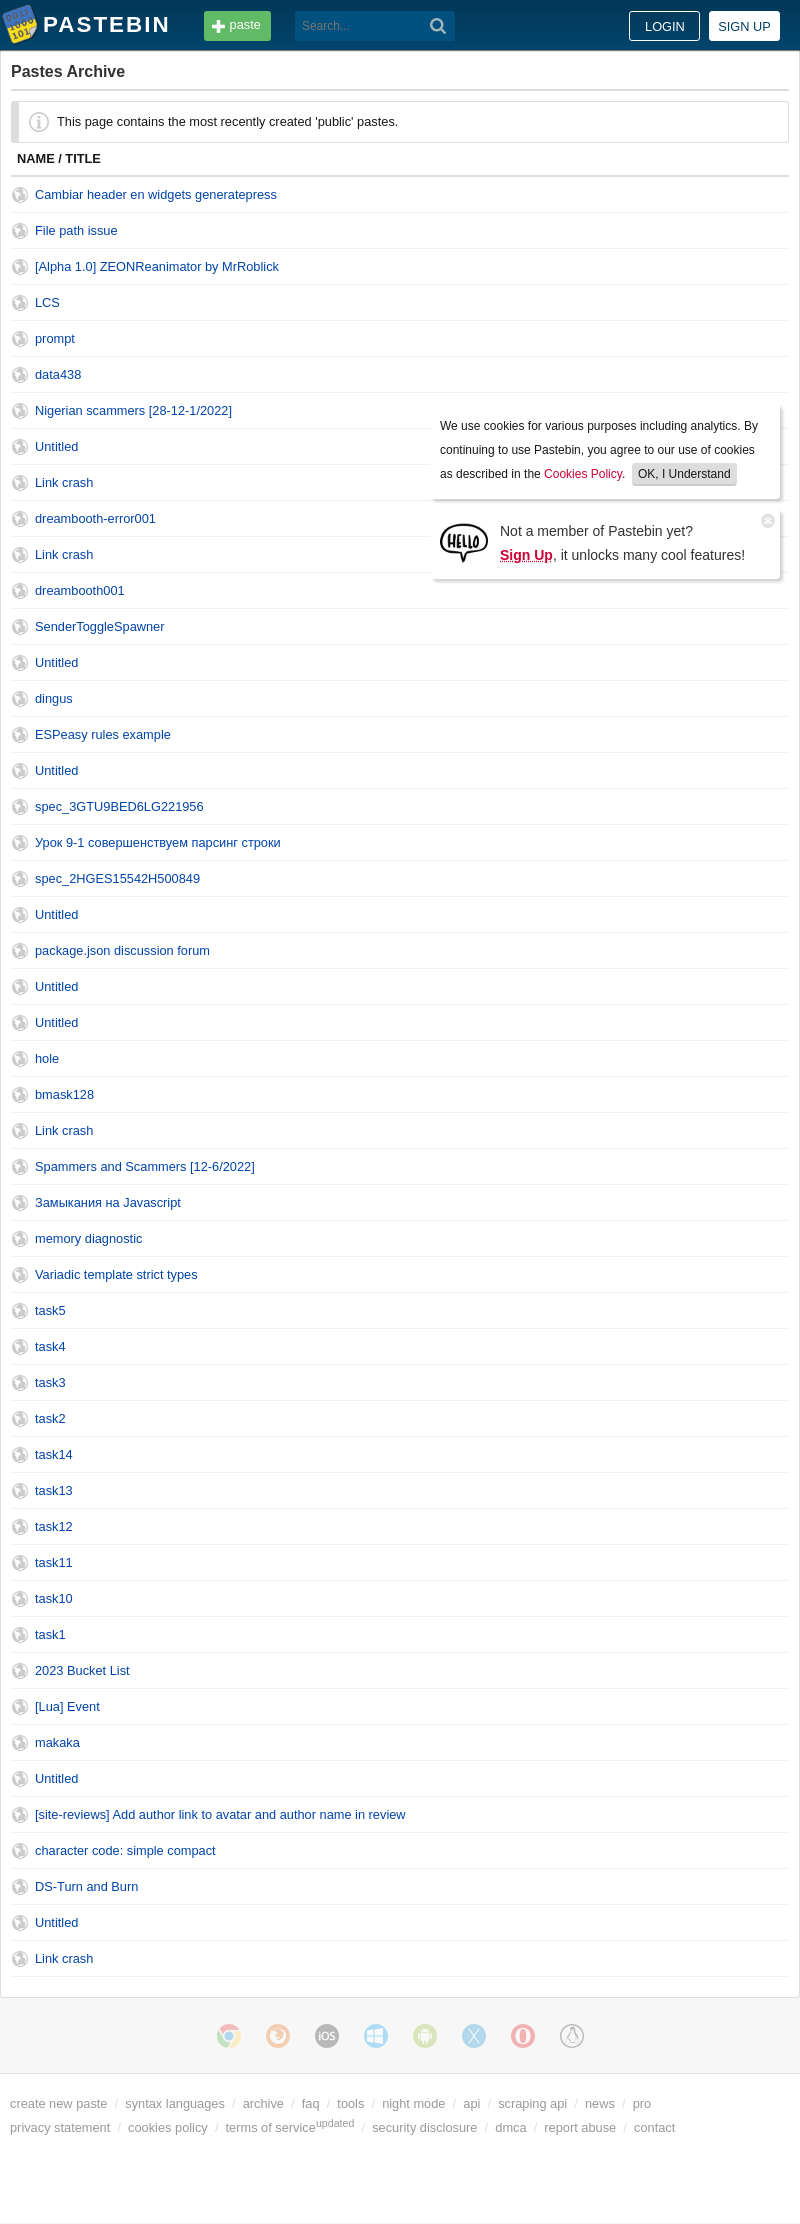 PASTEBIN
paste
Search...
LOGIN
SIGN UP
Pastes Archive
This page contains the most recently created 'public' pastes.
NAME / TITLE
Cambiar header en widgets generatepress
File path issue
[Alpha 1.0] ZEONReanimator by MrRoblick
LCS
prompt
data438
Nigerian scammers [28-12-1/2022]
Untitled
Link crash
dreambooth-error001
Link crash
dreambooth001
We use cookies for various purposes including analytics. By
continuing to use Pastebin, you agree to our use of cookies
as described in the Cookies Policy. OK, I Understand
HELLO
Not a member of Pastebin yet?
Sign Up, it unlocks many cool features!
SenderToggleSpawner
Untitled
dingus
ESPeasy rules example
Untitled
spec_3GTU9BED6LG221956
Урок 9-1 совершенствуем парсинг строки
spec_2HGES15542H500849
Untitled
package.json discussion forum
Untitled
Untitled
hole
bmask128
Link crash
Spammers and Scammers [12-6/2022]
Замыкания на Javascript
memory diagnostic
Variadic template strict types
task5
task4
task3
task2
task14
task13
task12
task11
task10
task1
2023 Bucket List
[Lua] Event
makaka
Untitled
[site-reviews] Add author link to avatar and author name in review
character code: simple compact
DS-Turn and Burn
Untitled
Link crash
iOS
create new paste / syntax languages / archive / faq / tools / night mode / api / scraping api / news / pro
privacy statement / cookies policy / terms of service updated / security disclosure / dmca / report abuse / contact